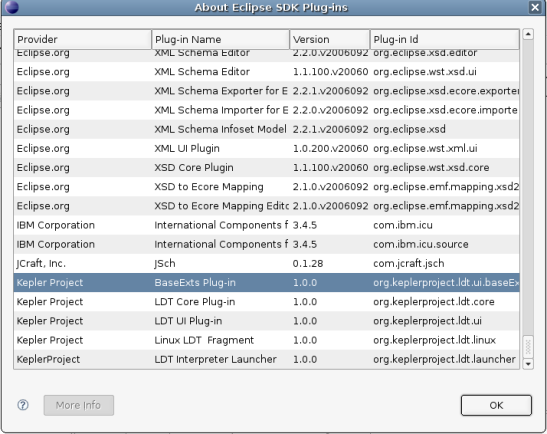 About Eclipse SDK Plug-ins
Provider Plug-in Name Version Plug-in Id
Eclipse.org XML Schema Editor 2.2.0.v2006092 org.eclipse.xsd.editor
Eclipse.org XML Schema Editor 1.1.100.v20060 org.eclipse.wst.xsd.ui
Eclipse.org XML Schema Exporter for E 2.2.1.v2006092 org.eclipse.xsd.ecore.exporter
Eclipse.org XML Schema Importer for E 2.2.0.v2006092 org.eclipse.xsd.ecore.importe
Eclipse.org XML Schema Infoset Model 2.2.1.v2006092 org.eclipse.xsd
Eclipse.org XML UI Plugin 1.0.200.v20060 org.eclipse.wst.xml.ui
Eclipse.org XSD Core Plugin 1.1.100.v20060 org.eclipse.wst.xsd.core
Eclipse.org XSD to Ecore Mapping 2.1.0.v2006092 org.eclipse.emf.mapping.xsd2
Eclipse.org XSD to Ecore Mapping Edito 2.1.0.v2006092 org.eclipse.emf.mapping.xsd2
IBM Corporation International Components f 3.4.5 com.ibm.icu
IBM Corporation International Components f 3.4.5 com.ibm.icu.source
JCraft, Inc. JSch 0.1.28 com.jcraft.jsch
Kepler Project BaseExts Plug-in 1.0.0 org.keplerproject.ldt.ui.baseEx
Kepler Project LDT Core Plug-in 1.0.0 org.keplerproject.ldt.core
Kepler Project LDT UI Plug-in 1.0.0 org.keplerproject.ldt.ui
Kepler Project Linux LDT Fragment 1.0.0 org.keplerproject.ldt.linux
KeplerProject LDT Interpreter Launcher 1.0.0 org.keplerproject.ldt.launcher
? More Info OK